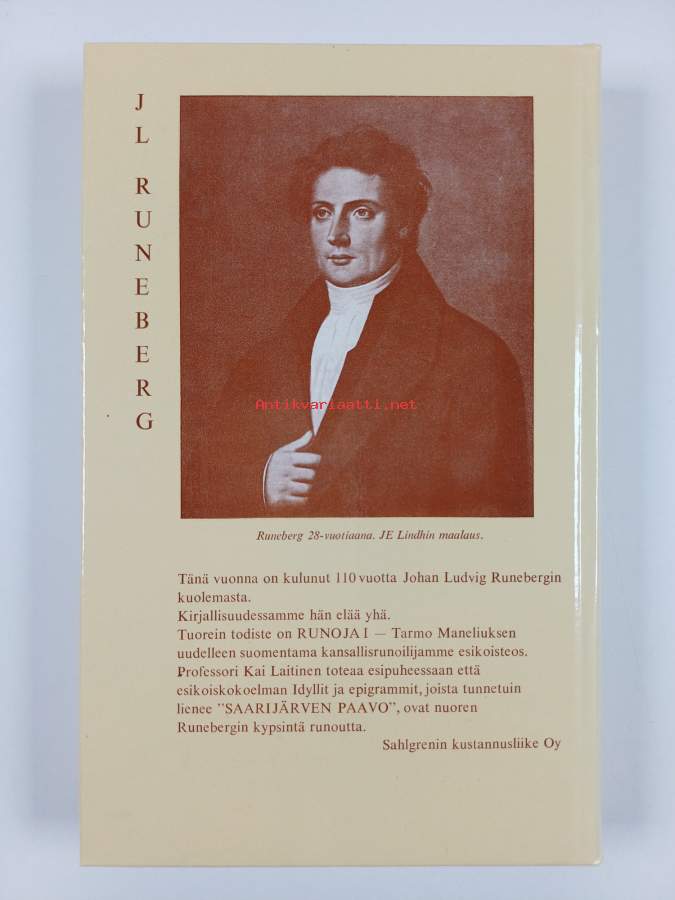 JL RUNEBERG
Antikvariaatti.net
Runeberg 28-vuotiaana. JE Lindhin maalaus.
Tänä vuonna on kulunut 110 vuotta Johan Ludvig Runebergin
kuolemasta.
Kirjallisuudessamme hän elää yhä.
Tuorein todiste on RUNOJA I — Tarmo Maneliuksen
uudelleen suomentama kansallisrunoilijamme esikoisteos.
Professori Kai Laitinen toteaa esipuheessaan että
esikoiskokoelman Idyllit ja epigrammit, joista tunnetuin
lienee "SAARIJÄRVEN PAAVO", ovat nuoren
Runebergin kypsintä runoutta.
Sahlgrenin kustannusliike Oy